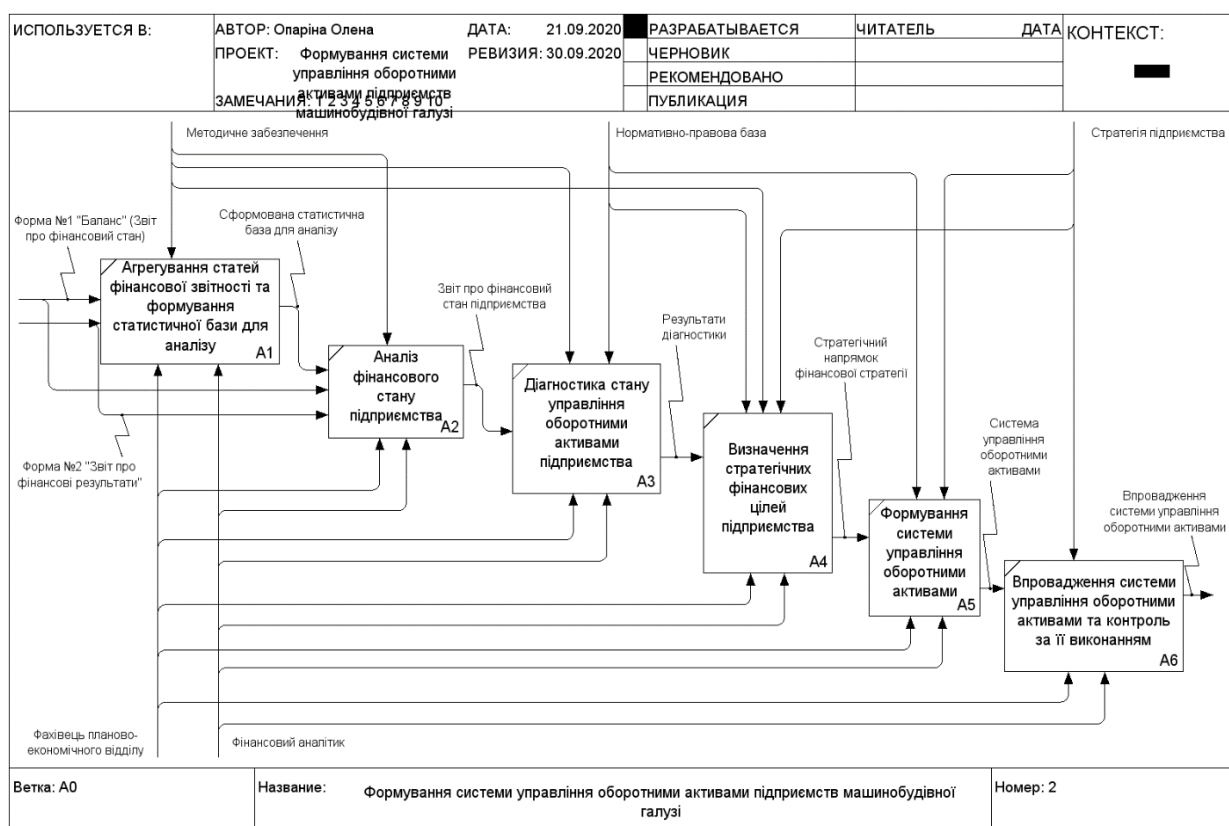 ИСПОЛЬЗУЕТСЯ В:
АВТОР: Опаріна Олена
ДАТА: 21.09.2020
РАЗРАБАТЫВАЕТСЯ
ЧИТАТЕЛЬ
ДАТА
КОНТЕКСТ:
ПРОЕКТ: Формування системи
управління оборотними
активами підприємств
машинобудівної галузі
РЕВИЗИЯ: 30.09.2020
ЧЕРНОВИК
РЕКОМЕНДОВАНО
ПУБЛИКАЦИЯ
ЗАМЕЧАНИЯ: 1 2 3 4 5 6 7 8 9 10
Методичне забезпечення
Нормативно-правова база
Стратегія підприємства
Форма №1 "Баланс" (Звіт
про фінансовий стан)
Сформована статистична
база для аналізу
Агрегування статей
фінансової звітності та
формування
статистичної бази для
аналізу
A1
Звіт про фінансовий
стан підприємства
Аналіз
фінансового
стану
підприємства
A2
Результати
діагностики
Діагностика стану
управління
оборотними
активами
підприємства
A3
Стратегічний
напрямок
фінансової стратегії
Визначення
стратегічних
фінансових
цілей
підприємства
A4
Система
управління
оборотними
активами
Формування
системи
управління
оборотними
активами
A5
Впровадження
системи управління
оборотними активами
Впровадження системи
управління оборотними
активами та контроль
за її виконанням
A6
Форма №2 "Звіт про
фінансові результати"
Фахівець планово-
економічного відділу
Фінансовий аналітик
Ветка: A0
Название: Формування системи управління оборотними активами підприємств машинобудівної
галузі
Номер: 2